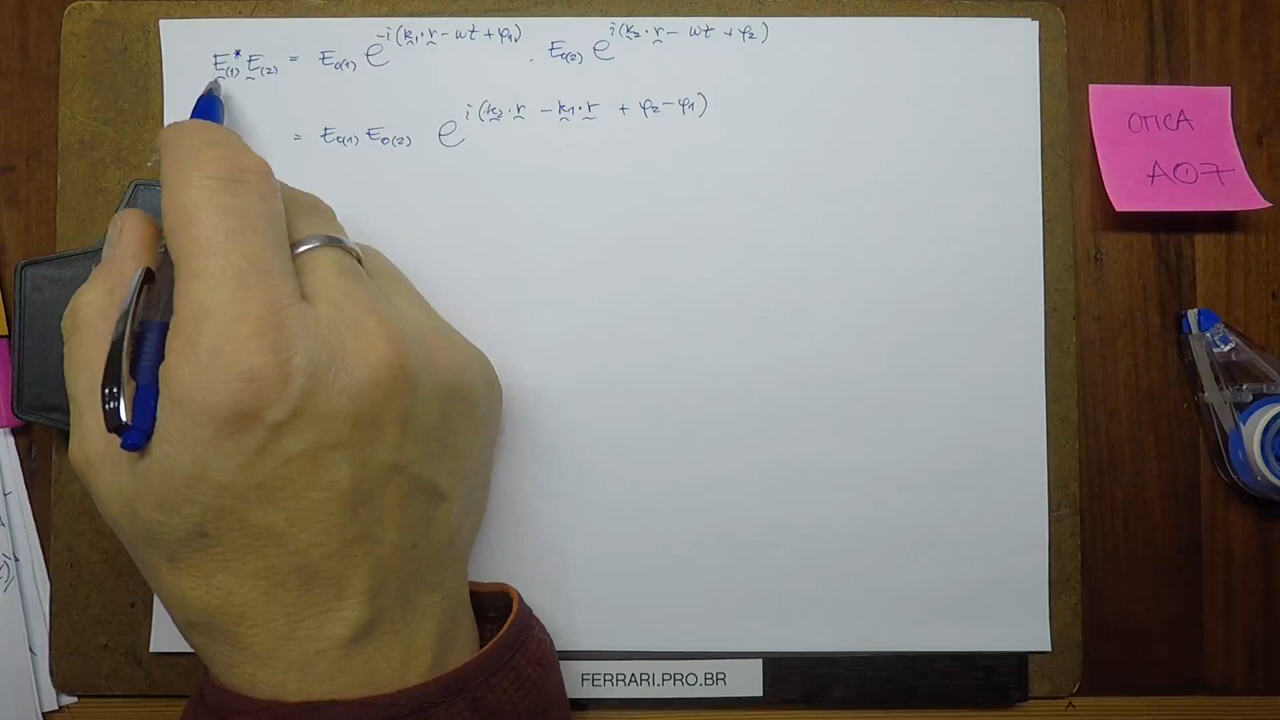 E(1)* E(2) = E0(1) e^-i(k1·r - ωt + φ1) . E0(2) e^i(k2·r - ωt + φ2)
= E0(1) E0(2) e^i(k2·r - k1·r + φ2-φ1)
OTICA
A07
FERRARI.PRO.BR